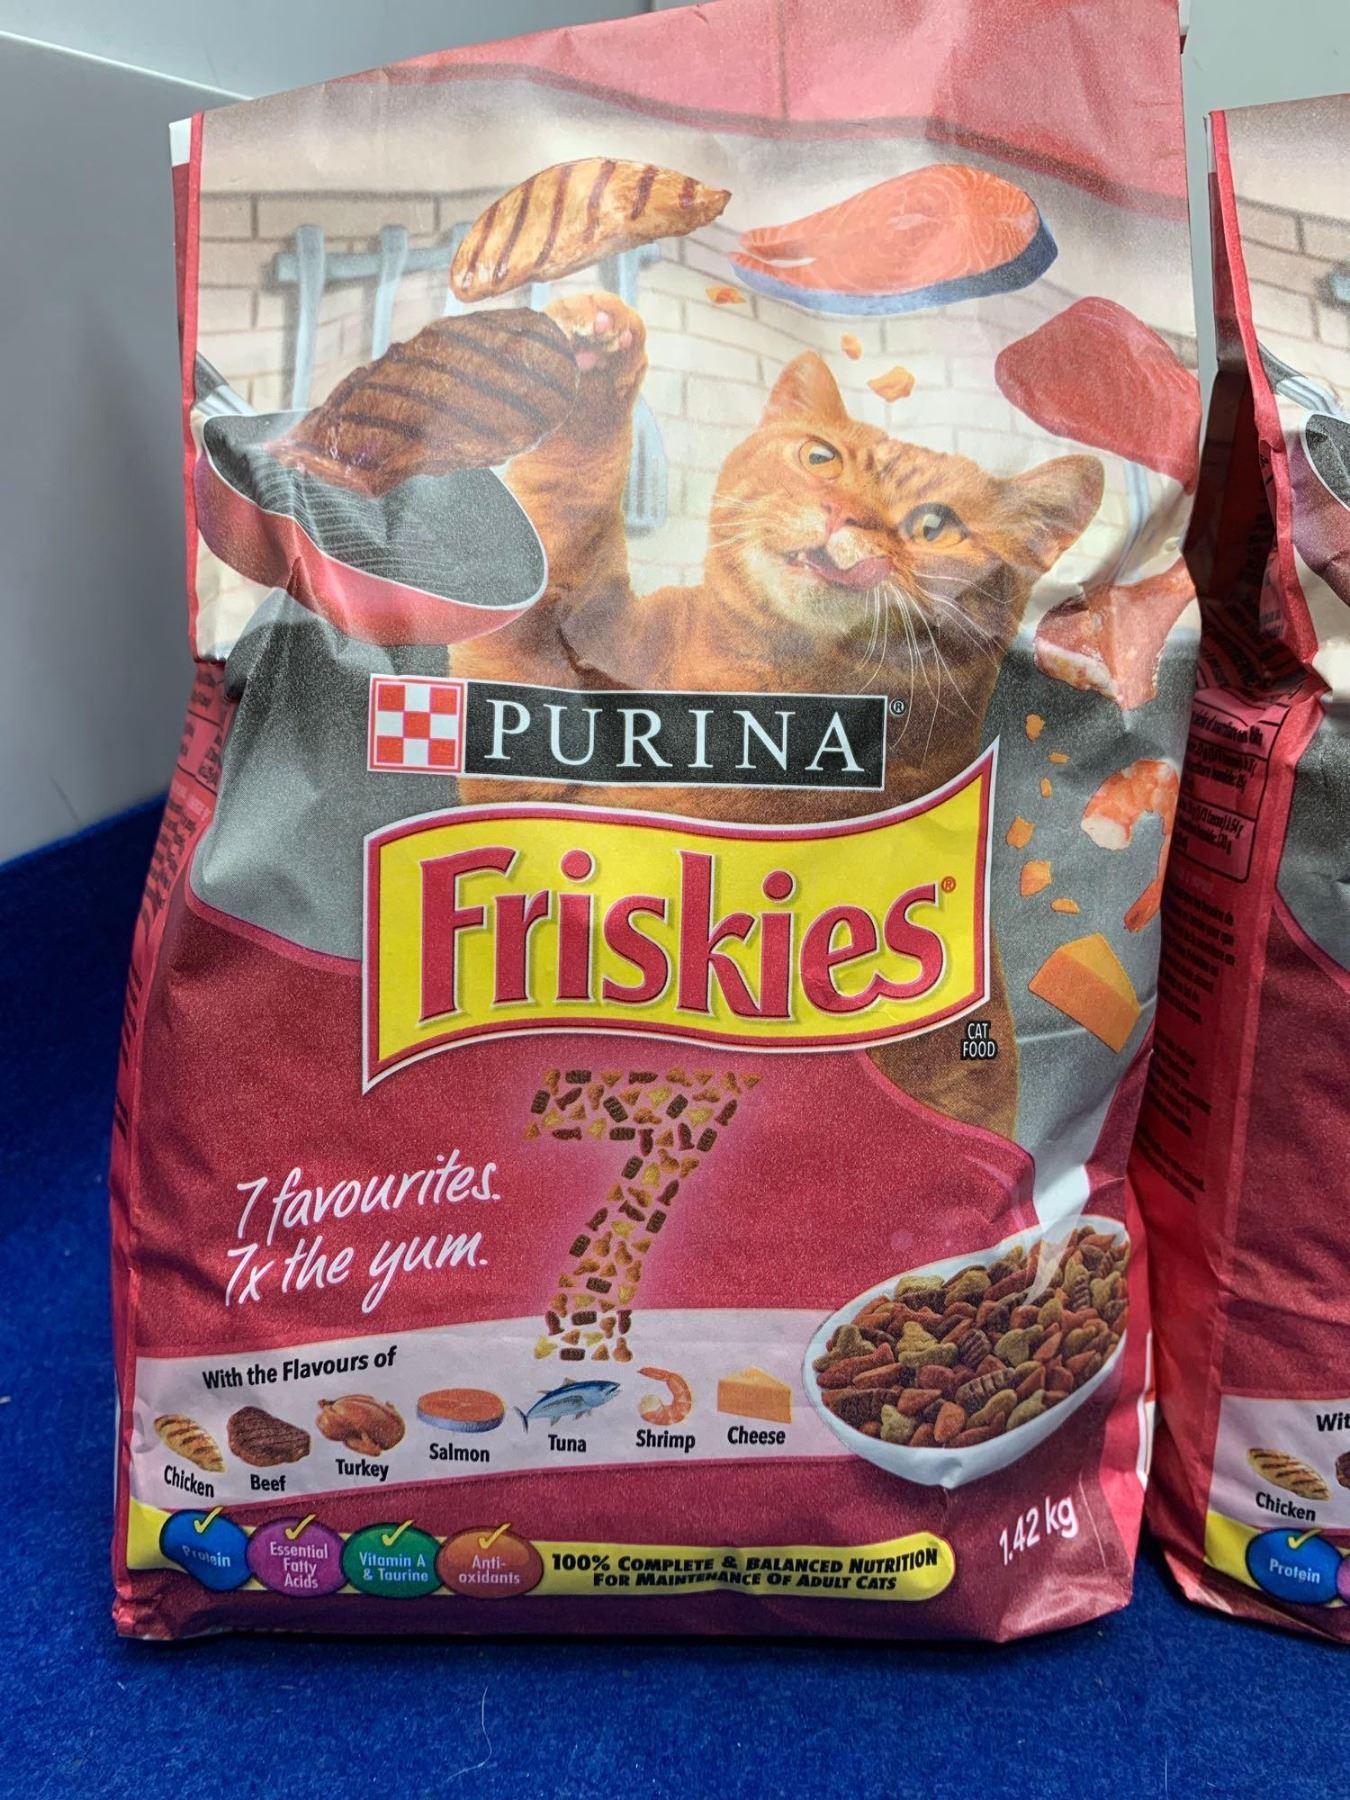 PURINA®
Friskies®
CAT
FOOD
7
7 favourites.
7x the yum.
With the Flavours of
Chicken
Beef
Turkey
Salmon
Tuna
Shrimp
Cheese
Protein
Essential
Fatty
Acids
Vitamin A
& Taurine
Anti-
oxidants
100% COMPLETE & BALANCED NUTRITION
FOR MAINTENANCE OF ADULT CATS
1.42 kg
Wit
Chicken
Protein